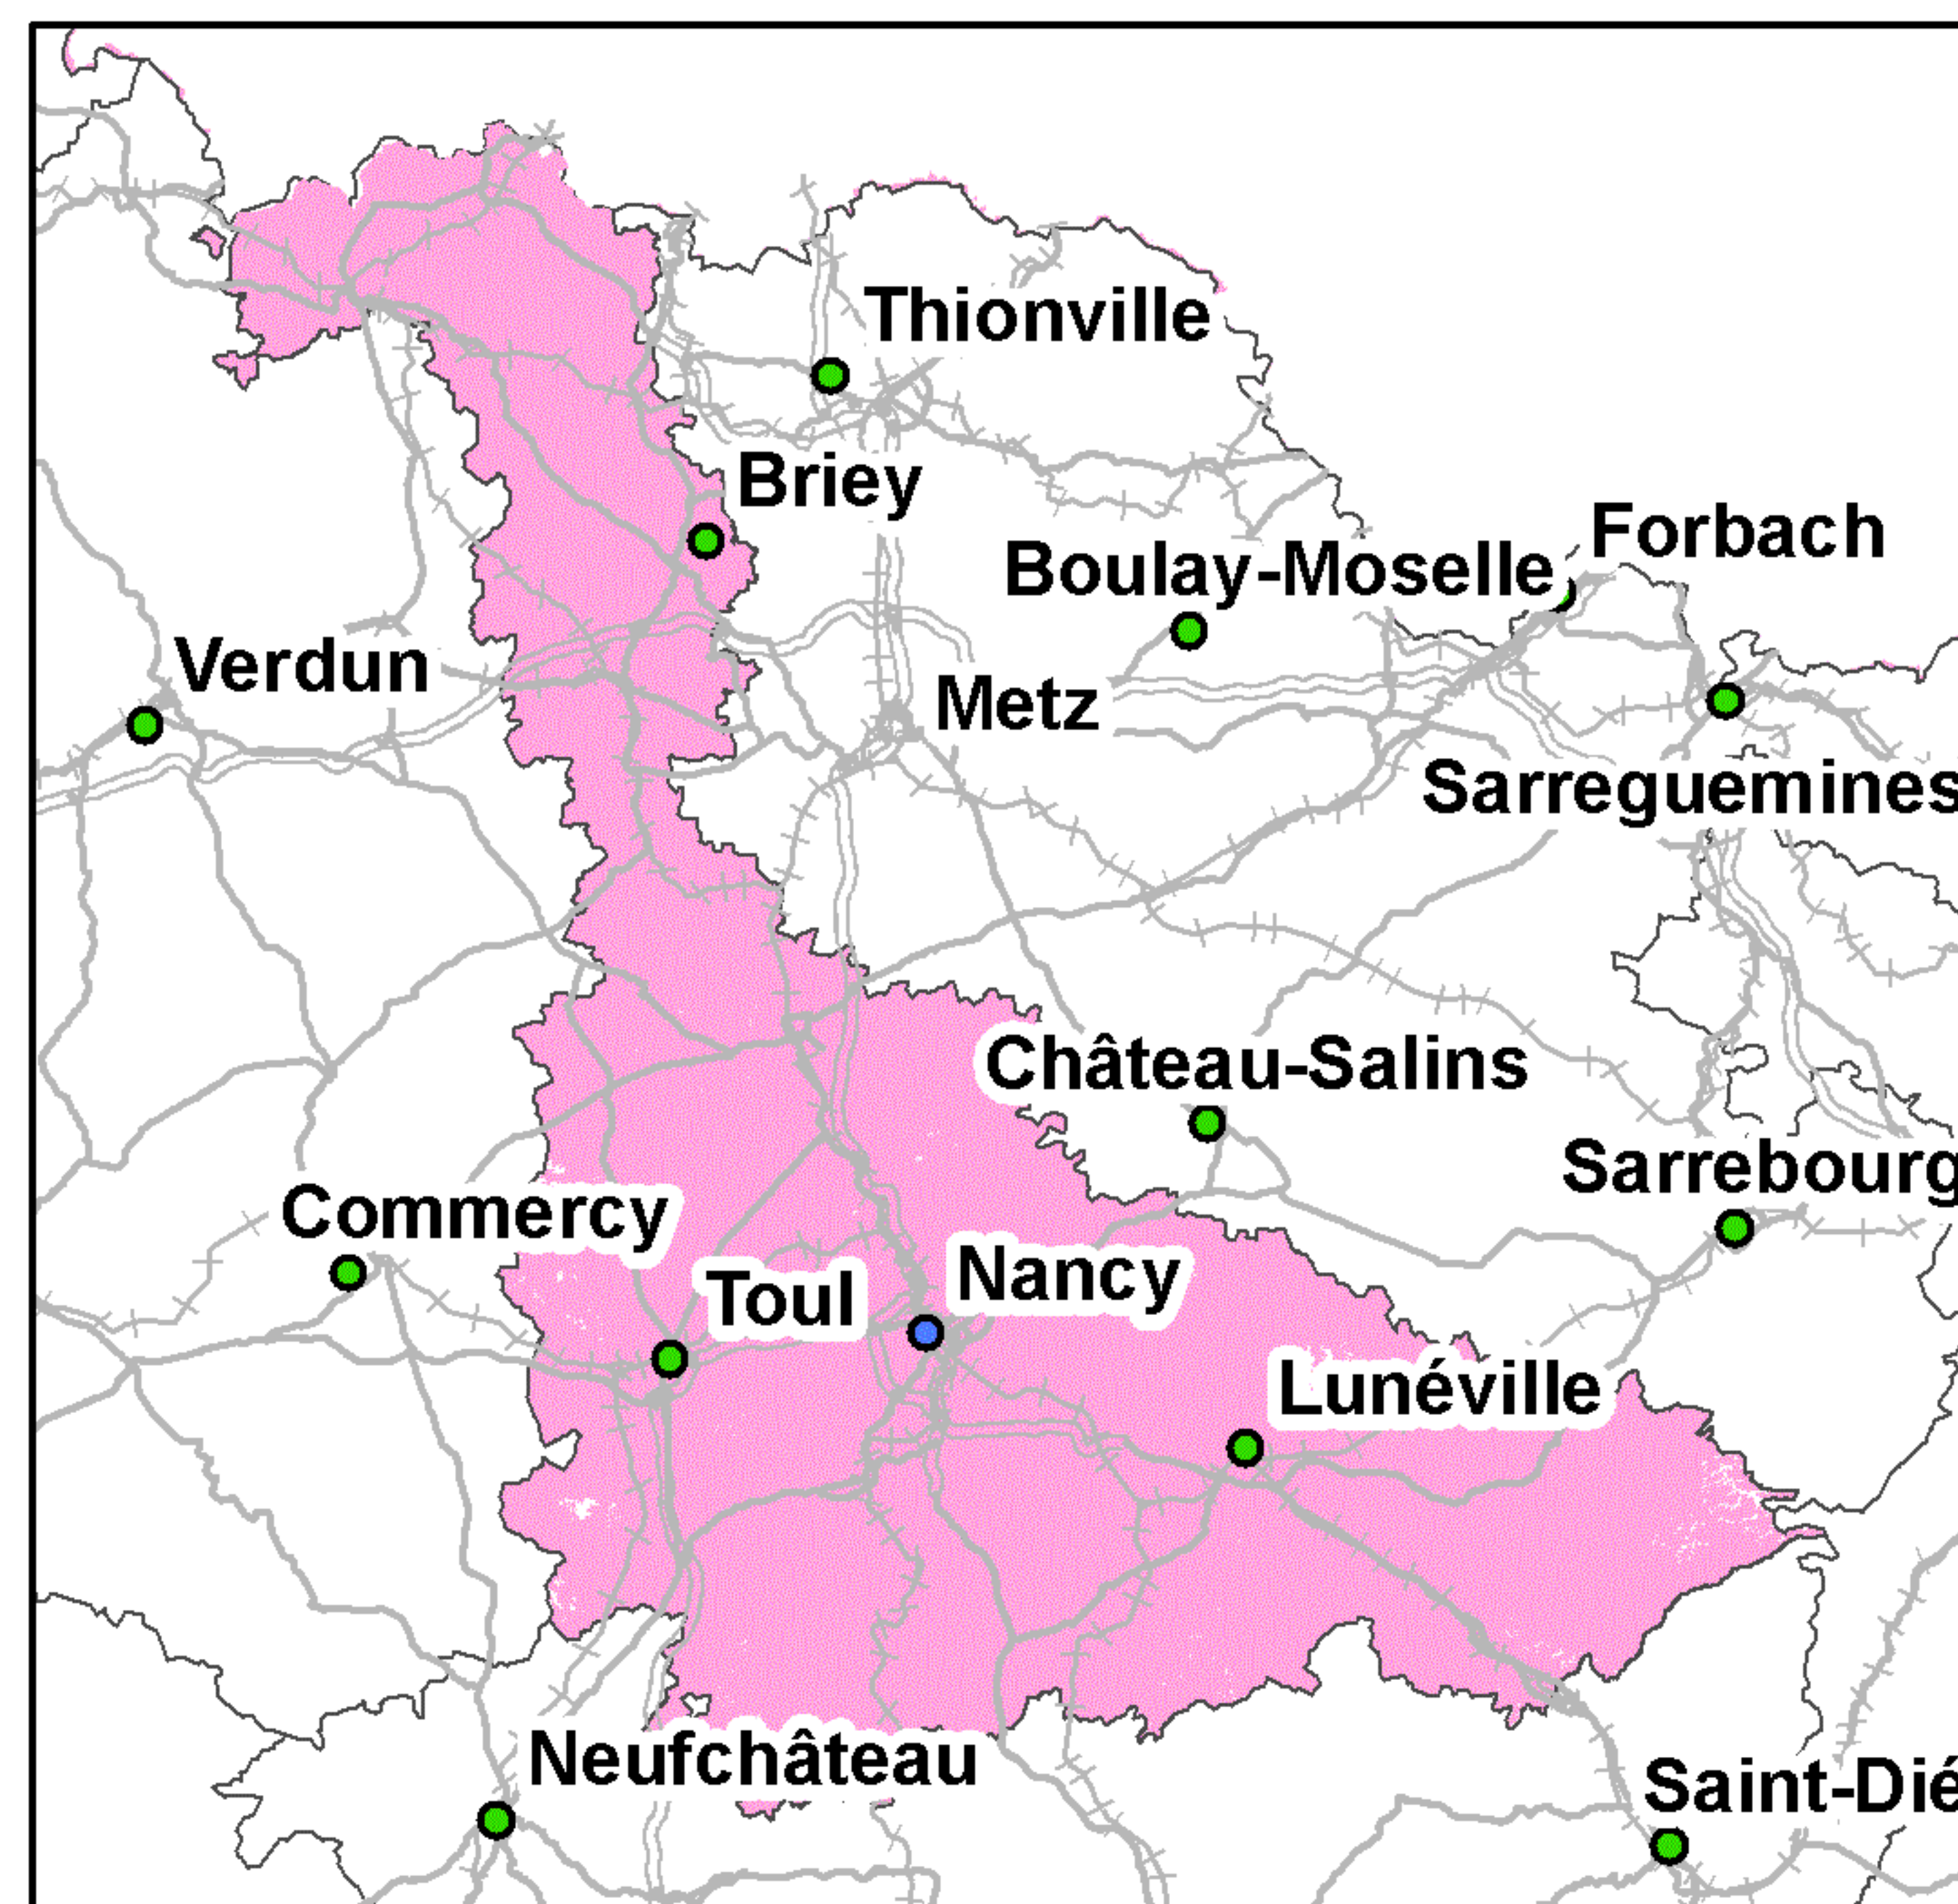 Thionville
Briey
Forbach
Boulay-Moselle
Verdun
Metz
Sarreguemines
Château-Salins
Sarrebourg
Commercy
Nancy
Toul
Lunéville
Neufchâteau
Saint-Dié